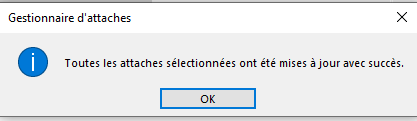 Gestionnaire d'attaches
Toutes les attaches sélectionnées ont été mises à jour avec succès.
OK